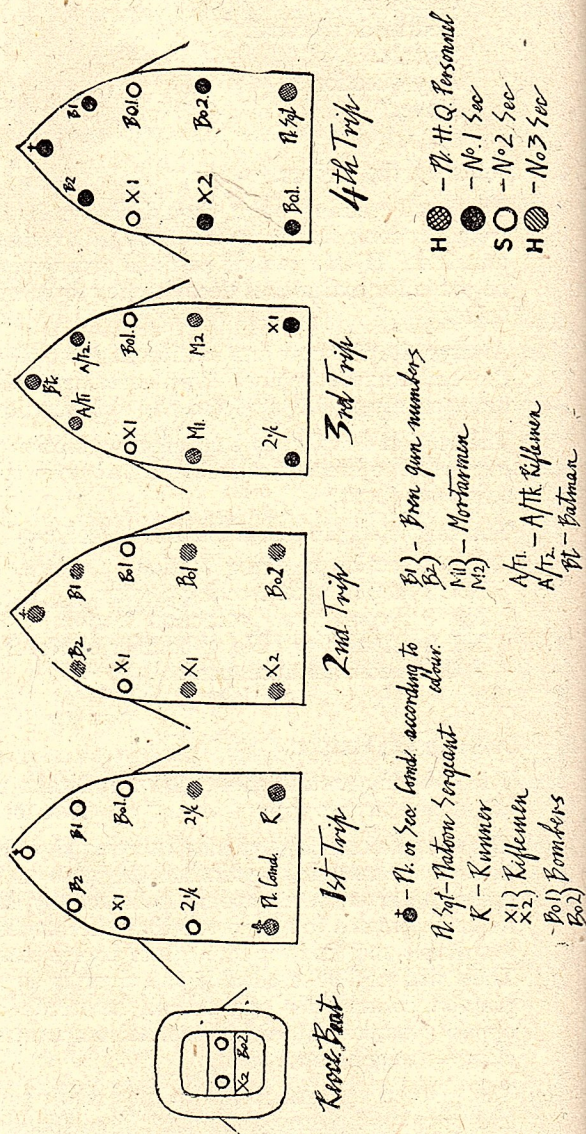 X2 Bo2
Recce Boat
B2 B1
X1 Bo1.
2i/c 2i/c
Pl. Comd. R
1st Trip
B2 B1
X1 Bo1
X1 Bo1
X2 Bo2
2nd Trip
Bt.
A/T1 A/T2.
X1 Bo1.
M1. M2
2i/c X1
3rd Trip
B2 B1
X1 Bo1.
X2 Bo2.
Bo1. Pl. Sgt
4th Trip
- Pl. or Sec. Comd. according to
colour.
Pl. Sgt - Platoon Sergeant
R - Runner
X1} Riflemen
X2
Bo1} Bombers
Bo2
B1} - Bren gun numbers
B2
M1} - Mortarmen
M2
A/T1.
A/T2. - A/Tk. Riflemen
Bt - Batman
H - Pl. H.Q. Personnel
- No. 1 Sec
S - No 2 Sec
H - No 3 Sec